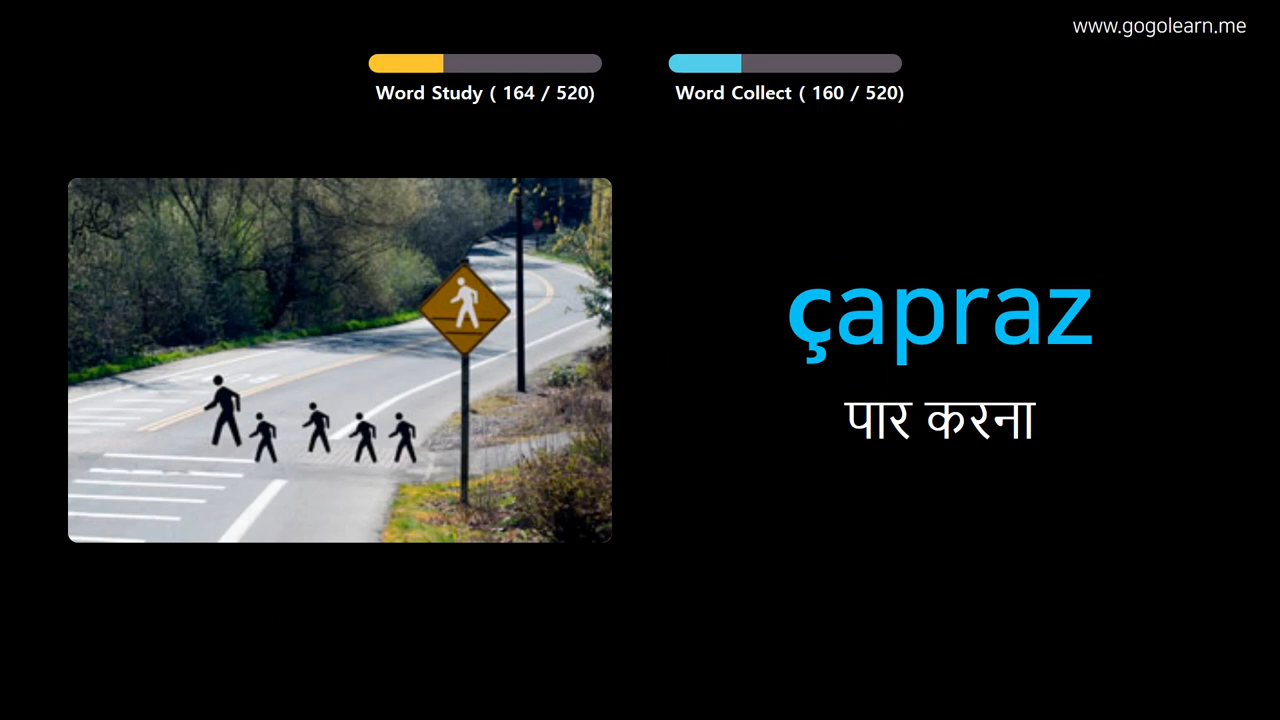 www.gogolearn.me
Word Study ( 164 / 520)
Word Collect ( 160 / 520)
çapraz
पार करना